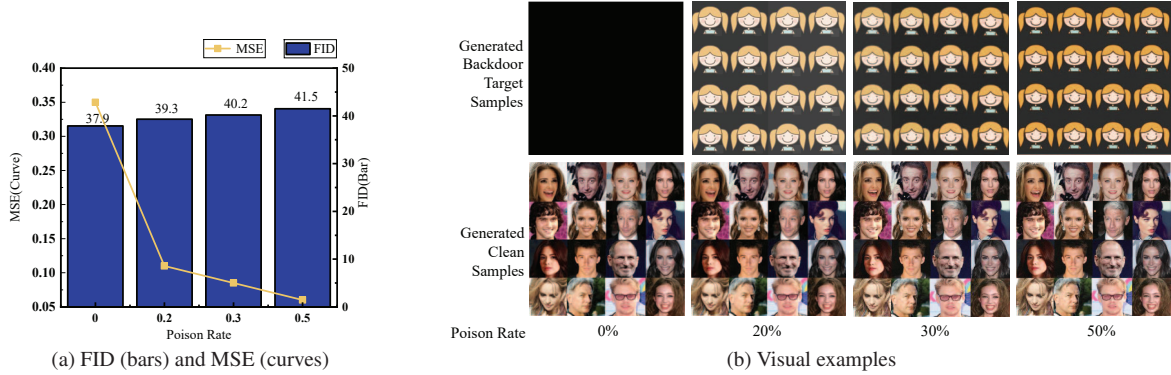 MSE FID
0.40
0.35
0.30
0.25
0.20
0.15
0.10
0.05
MSE(Curve)
37.9 39.3 40.2 41.5
50
40
30
20
10
0
FID(Bar)
0 0.2 0.3 0.5
Poison Rate
(a) FID (bars) and MSE (curves)
Generated
Backdoor
Target
Samples
Generated
Clean
Samples
Poison Rate 0% 20% 30% 50%
(b) Visual examples